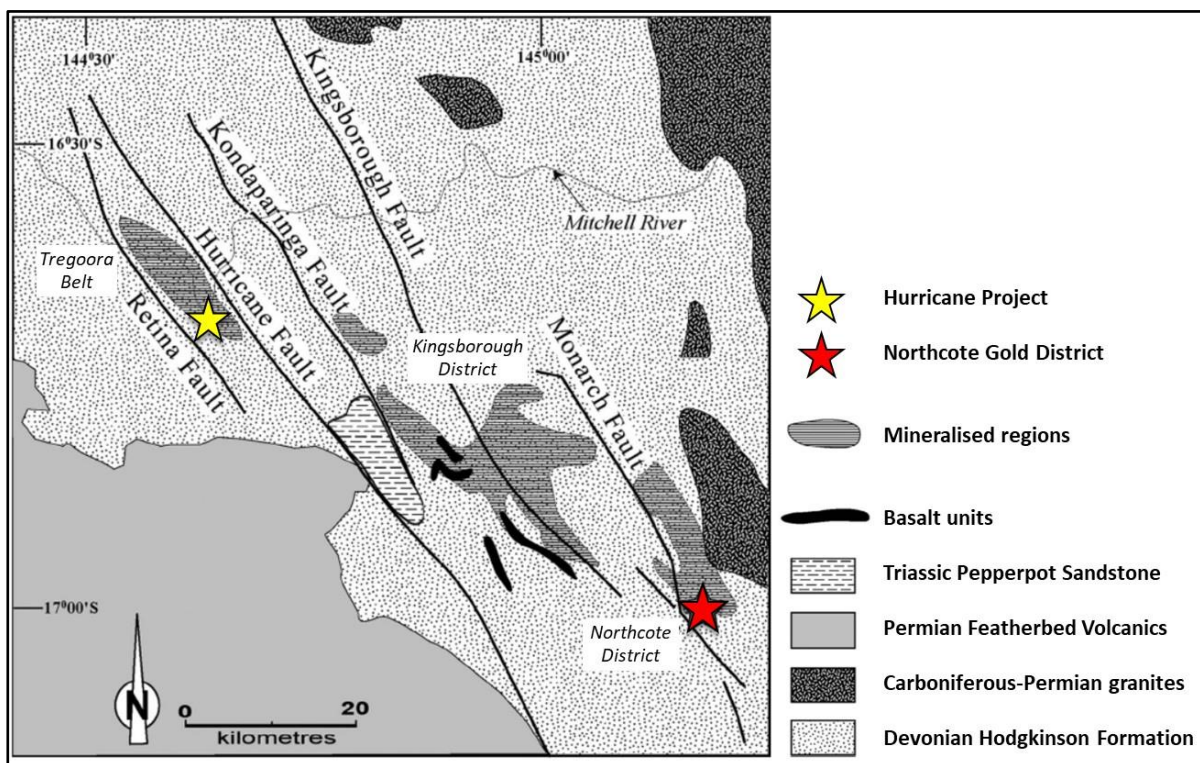 144°30'
145°00'
16°30'S
17°00'S
Kingsborough Fault
Kondaparinga Fault
Hurricane Fault
Retina Fault
Monarch Fault
Mitchell River
Tregoora
Belt
Kingsborough
District
Northcote
District
N
0 20
kilometres
Hurricane Project
Northcote Gold District
Mineralised regions
Basalt units
Triassic Pepperpot Sandstone
Permian Featherbed Volcanics
Carboniferous-Permian granites
Devonian Hodgkinson Formation